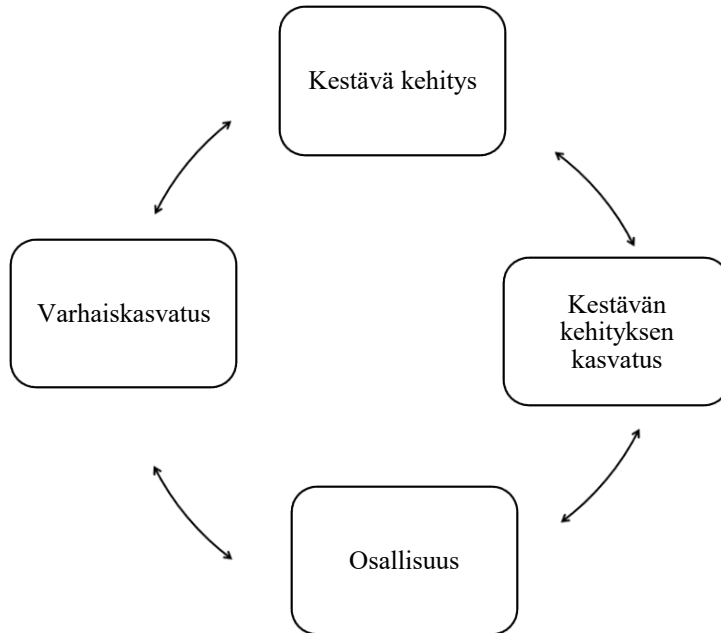 Kestävä kehitys
Varhaiskasvatus
Kestävän
kehityksen
kasvatus
Osallisuus